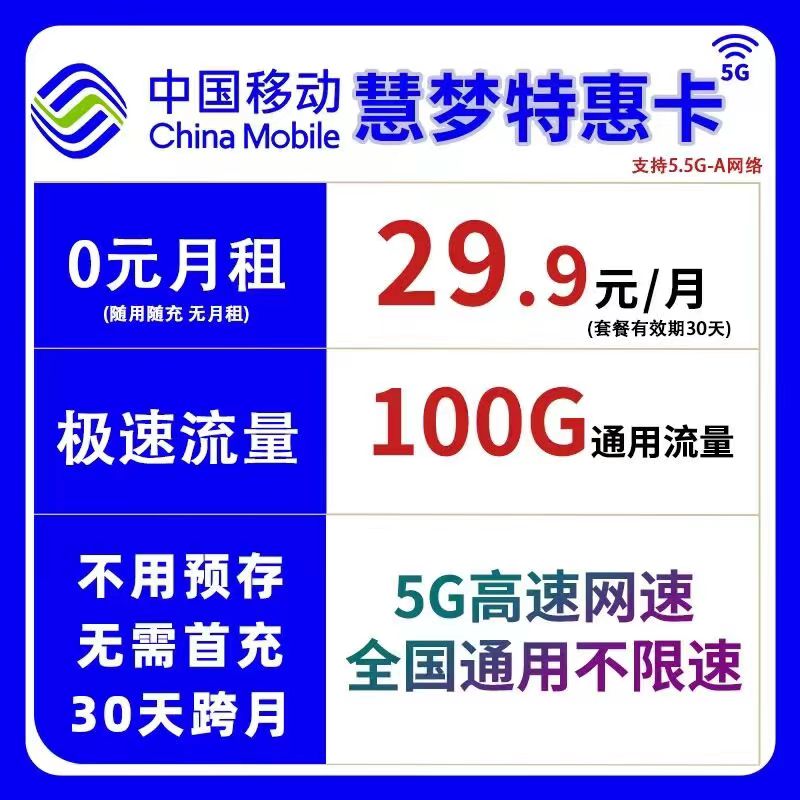 中国移动
China Mobile
慧梦特惠卡
5G
支持5.5G-A网络
0元月租
(随用随充 无月租)
29.9元/月
(套餐有效期30天)
极速流量
100G通用流量
不用预存
无需首充
30天跨月
5G高速网速
全国通用不限速